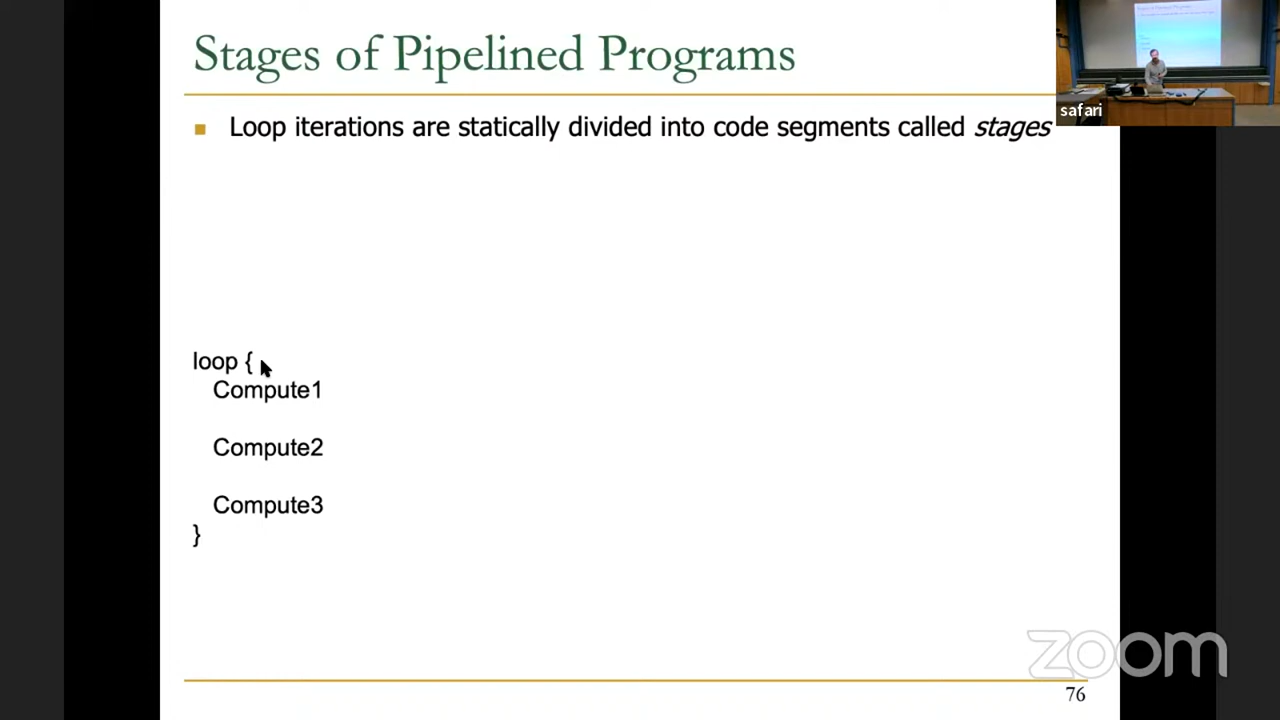 Stages of Pipelined Programs
Loop iterations are statically divided into code segments called stages
safari
loop {
Compute1
Compute2
Compute3
}
zoom
76